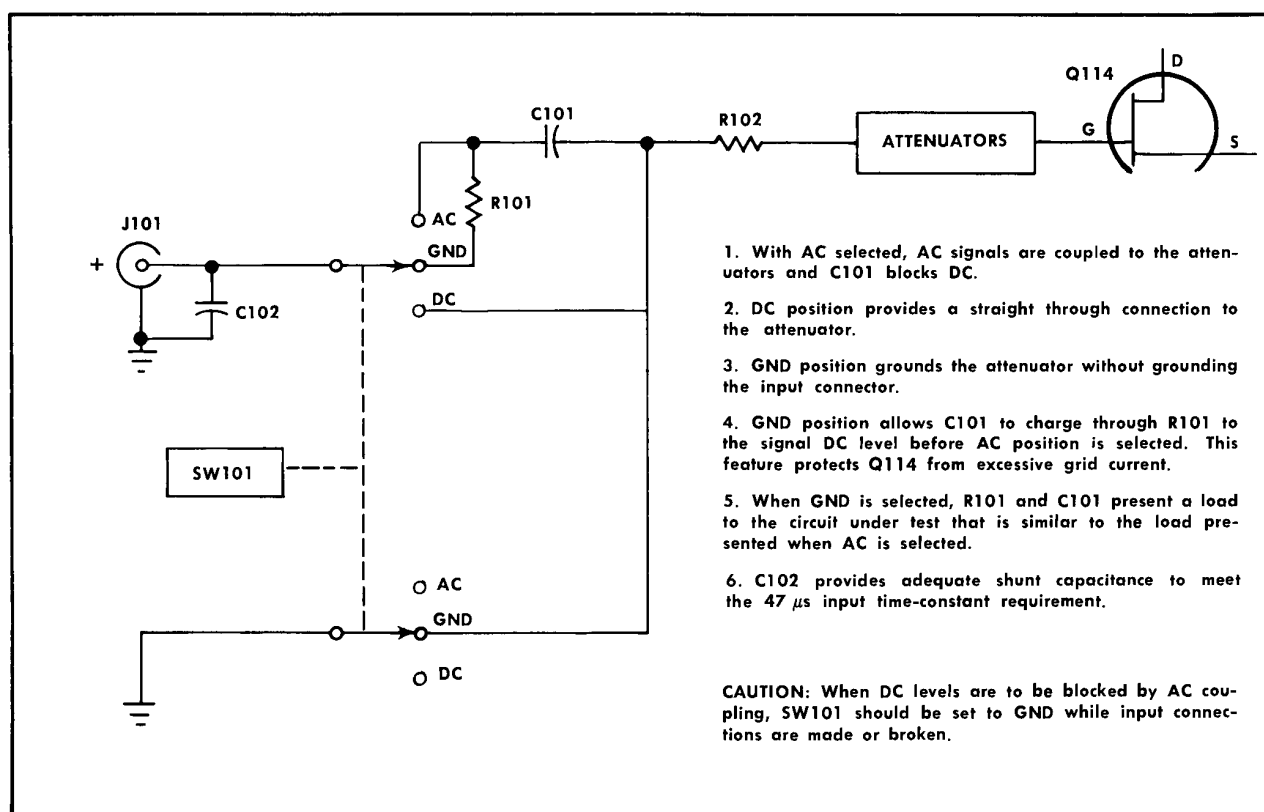 Q114
D
G
S
C101
R102
ATTENUATORS
R101
AC
J101
GND
+
DC
C102
SW101
AC
GND
DC
1. With AC selected, AC signals are coupled to the atten-
uators and C101 blocks DC.
2. DC position provides a straight through connection to
the attenuator.
3. GND position grounds the attenuator without grounding
the input connector.
4. GND position allows C101 to charge through R101 to
the signal DC level before AC position is selected. This
feature protects Q114 from excessive grid current.
5. When GND is selected, R101 and C101 present a load
to the circuit under test that is similar to the load pre-
sented when AC is selected.
6. C102 provides adequate shunt capacitance to meet
the 47 μs input time-constant requirement.
CAUTION: When DC levels are to be blocked by AC cou-
pling, SW101 should be set to GND while input connec-
tions are made or broken.